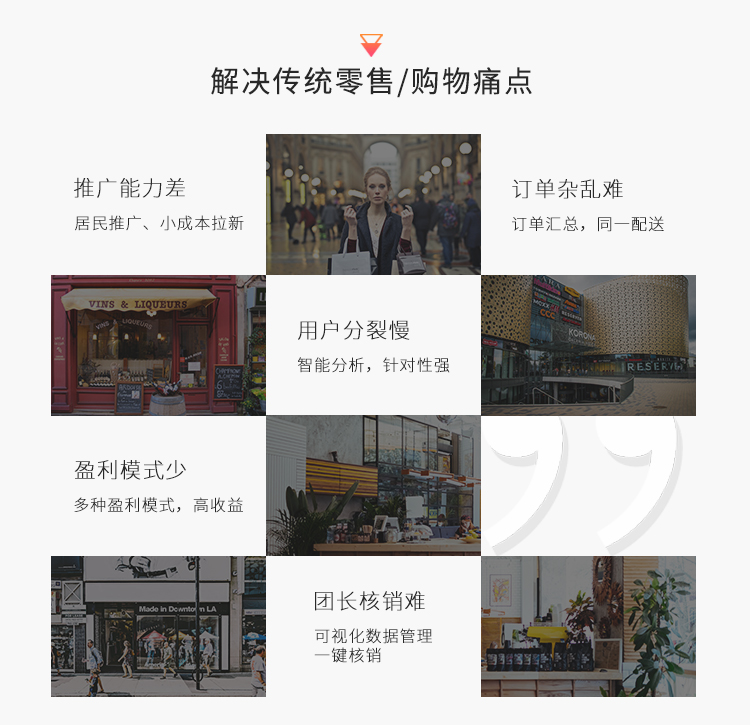 解决传统零售/购物痛点
推广能力差
居民推广、小成本拉新
订单杂乱难
订单汇总，同一配送
VINS & LIQUEURS
VINS & LIQUEURS
用户分裂慢
智能分析，针对性强
KORONA
RESERVED
盈利模式少
多种盈利模式，高收益
Made in Downtown LA
团长核销难
可视化数据管理
一键核销